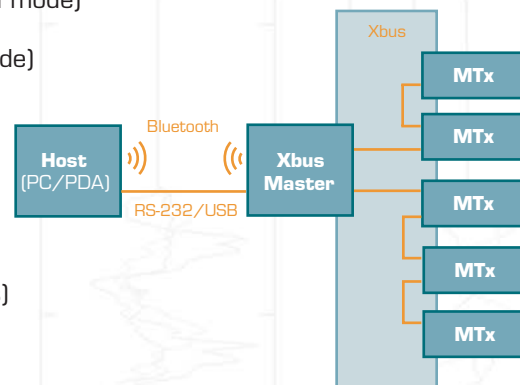 mode)
de)
)
Xbus
MTx
MTx
Bluetooth
Host
(PC/PDA)
Xbus
Master
RS-232/USB
MTx
MTx
MTx